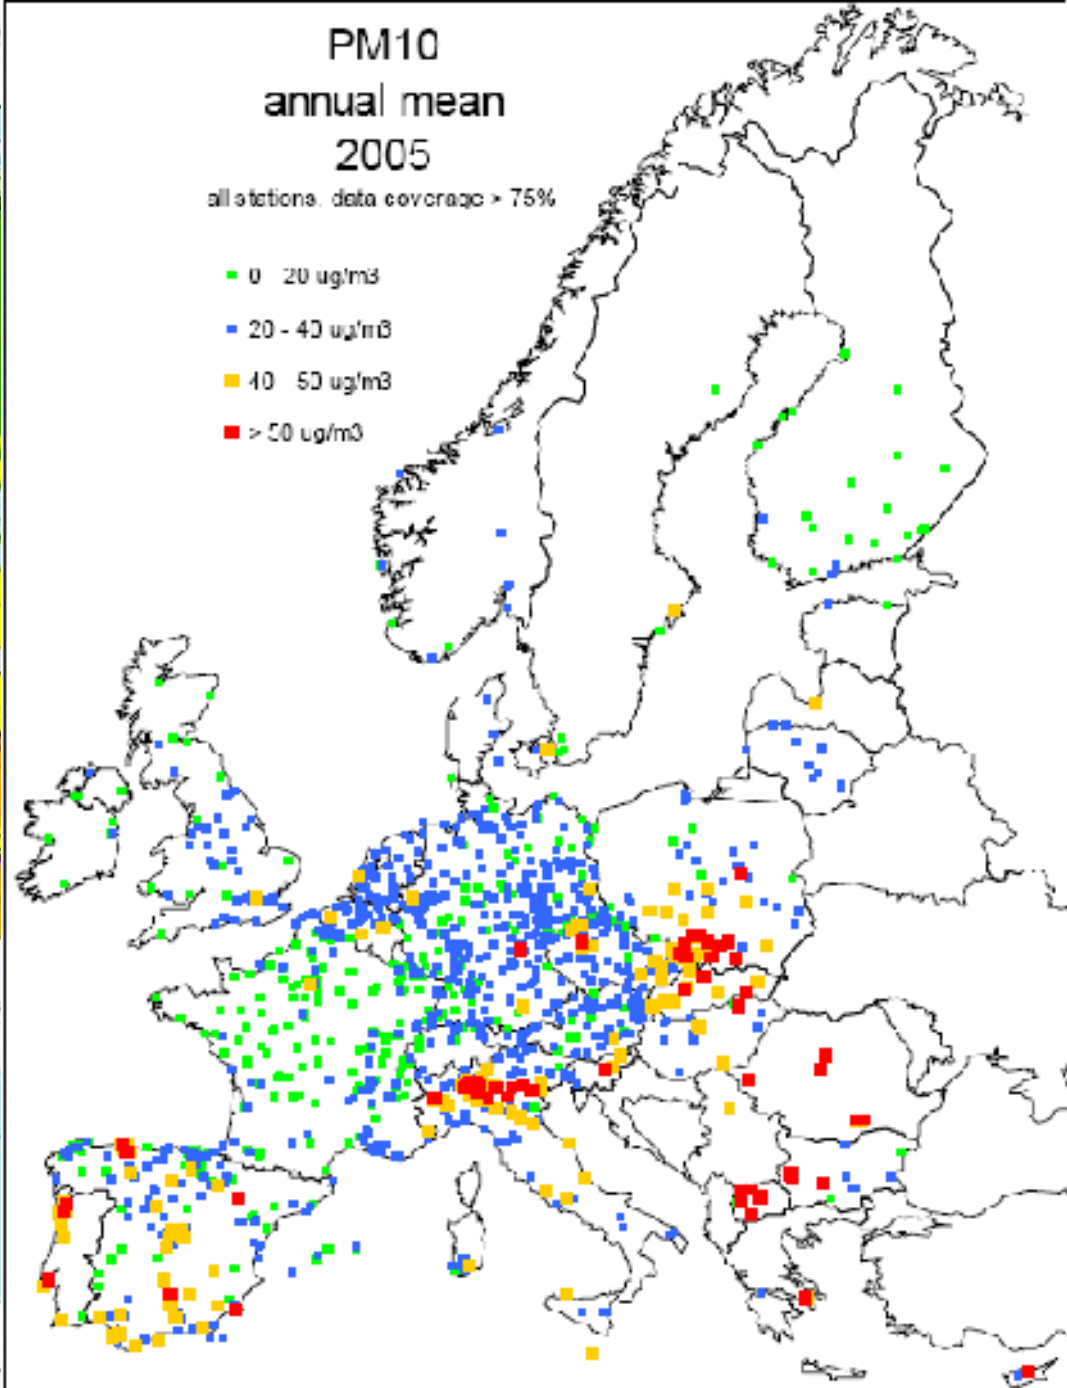 PM10
annual mean
2005
all stations, data coverage > 75%
0 20 ug/m3
20 - 40 ug/m3
40 50 ug/m3
> 50 ug/m3